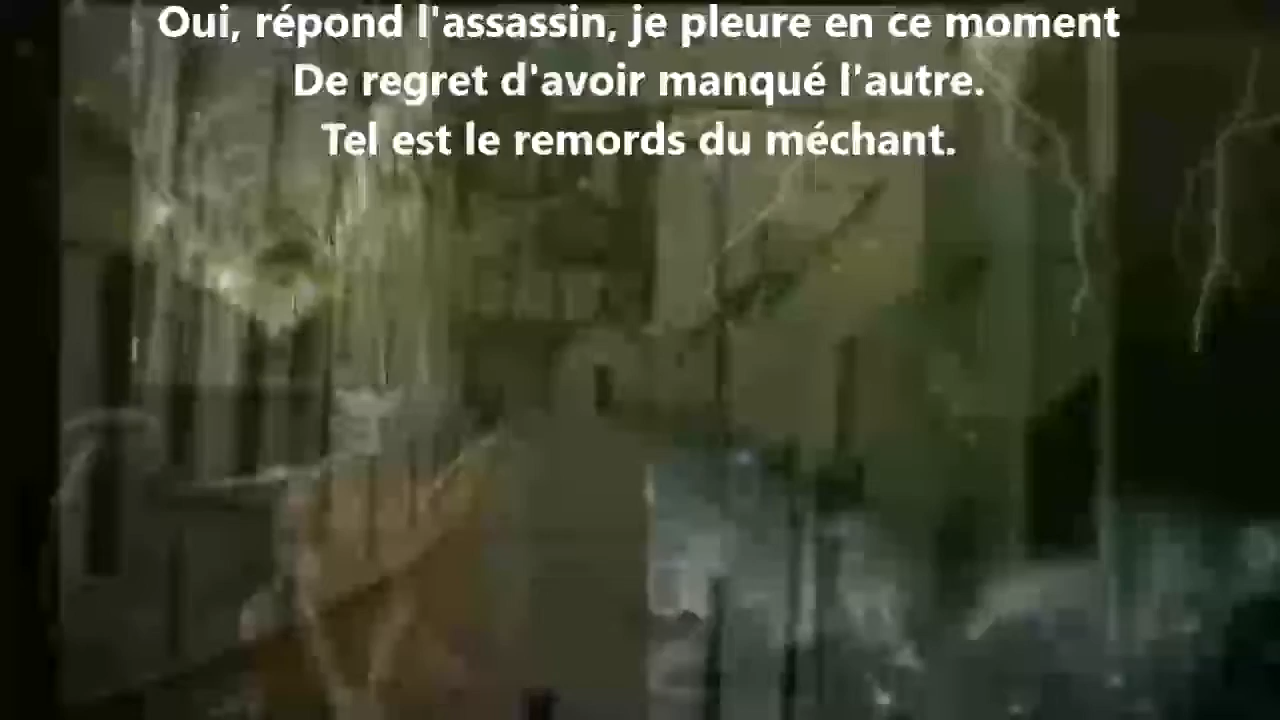 Oui, répond l'assassin, je pleure en ce moment
De regret d'avoir manqué l'autre.
Tel est le remords du méchant.